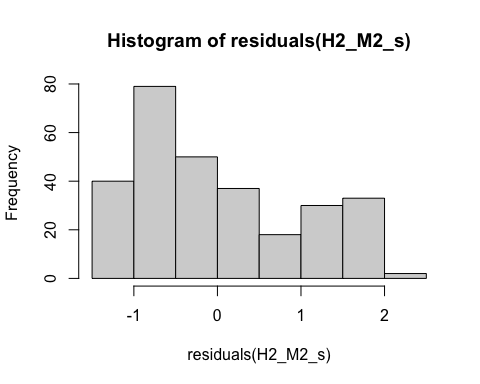 Histogram of residuals(H2_M2_s)
80
60
40
20
0
Frequency
-1 0 1 2
residuals(H2_M2_s)